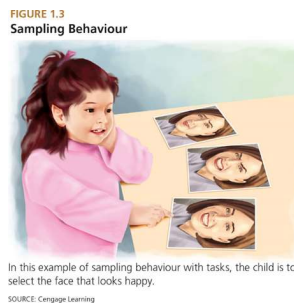 FIGURE 1.3
Sampling Behaviour
In this example of sampling behaviour with tasks, the child is to
select the face that looks happy.
SOURCE: Cengage Learning